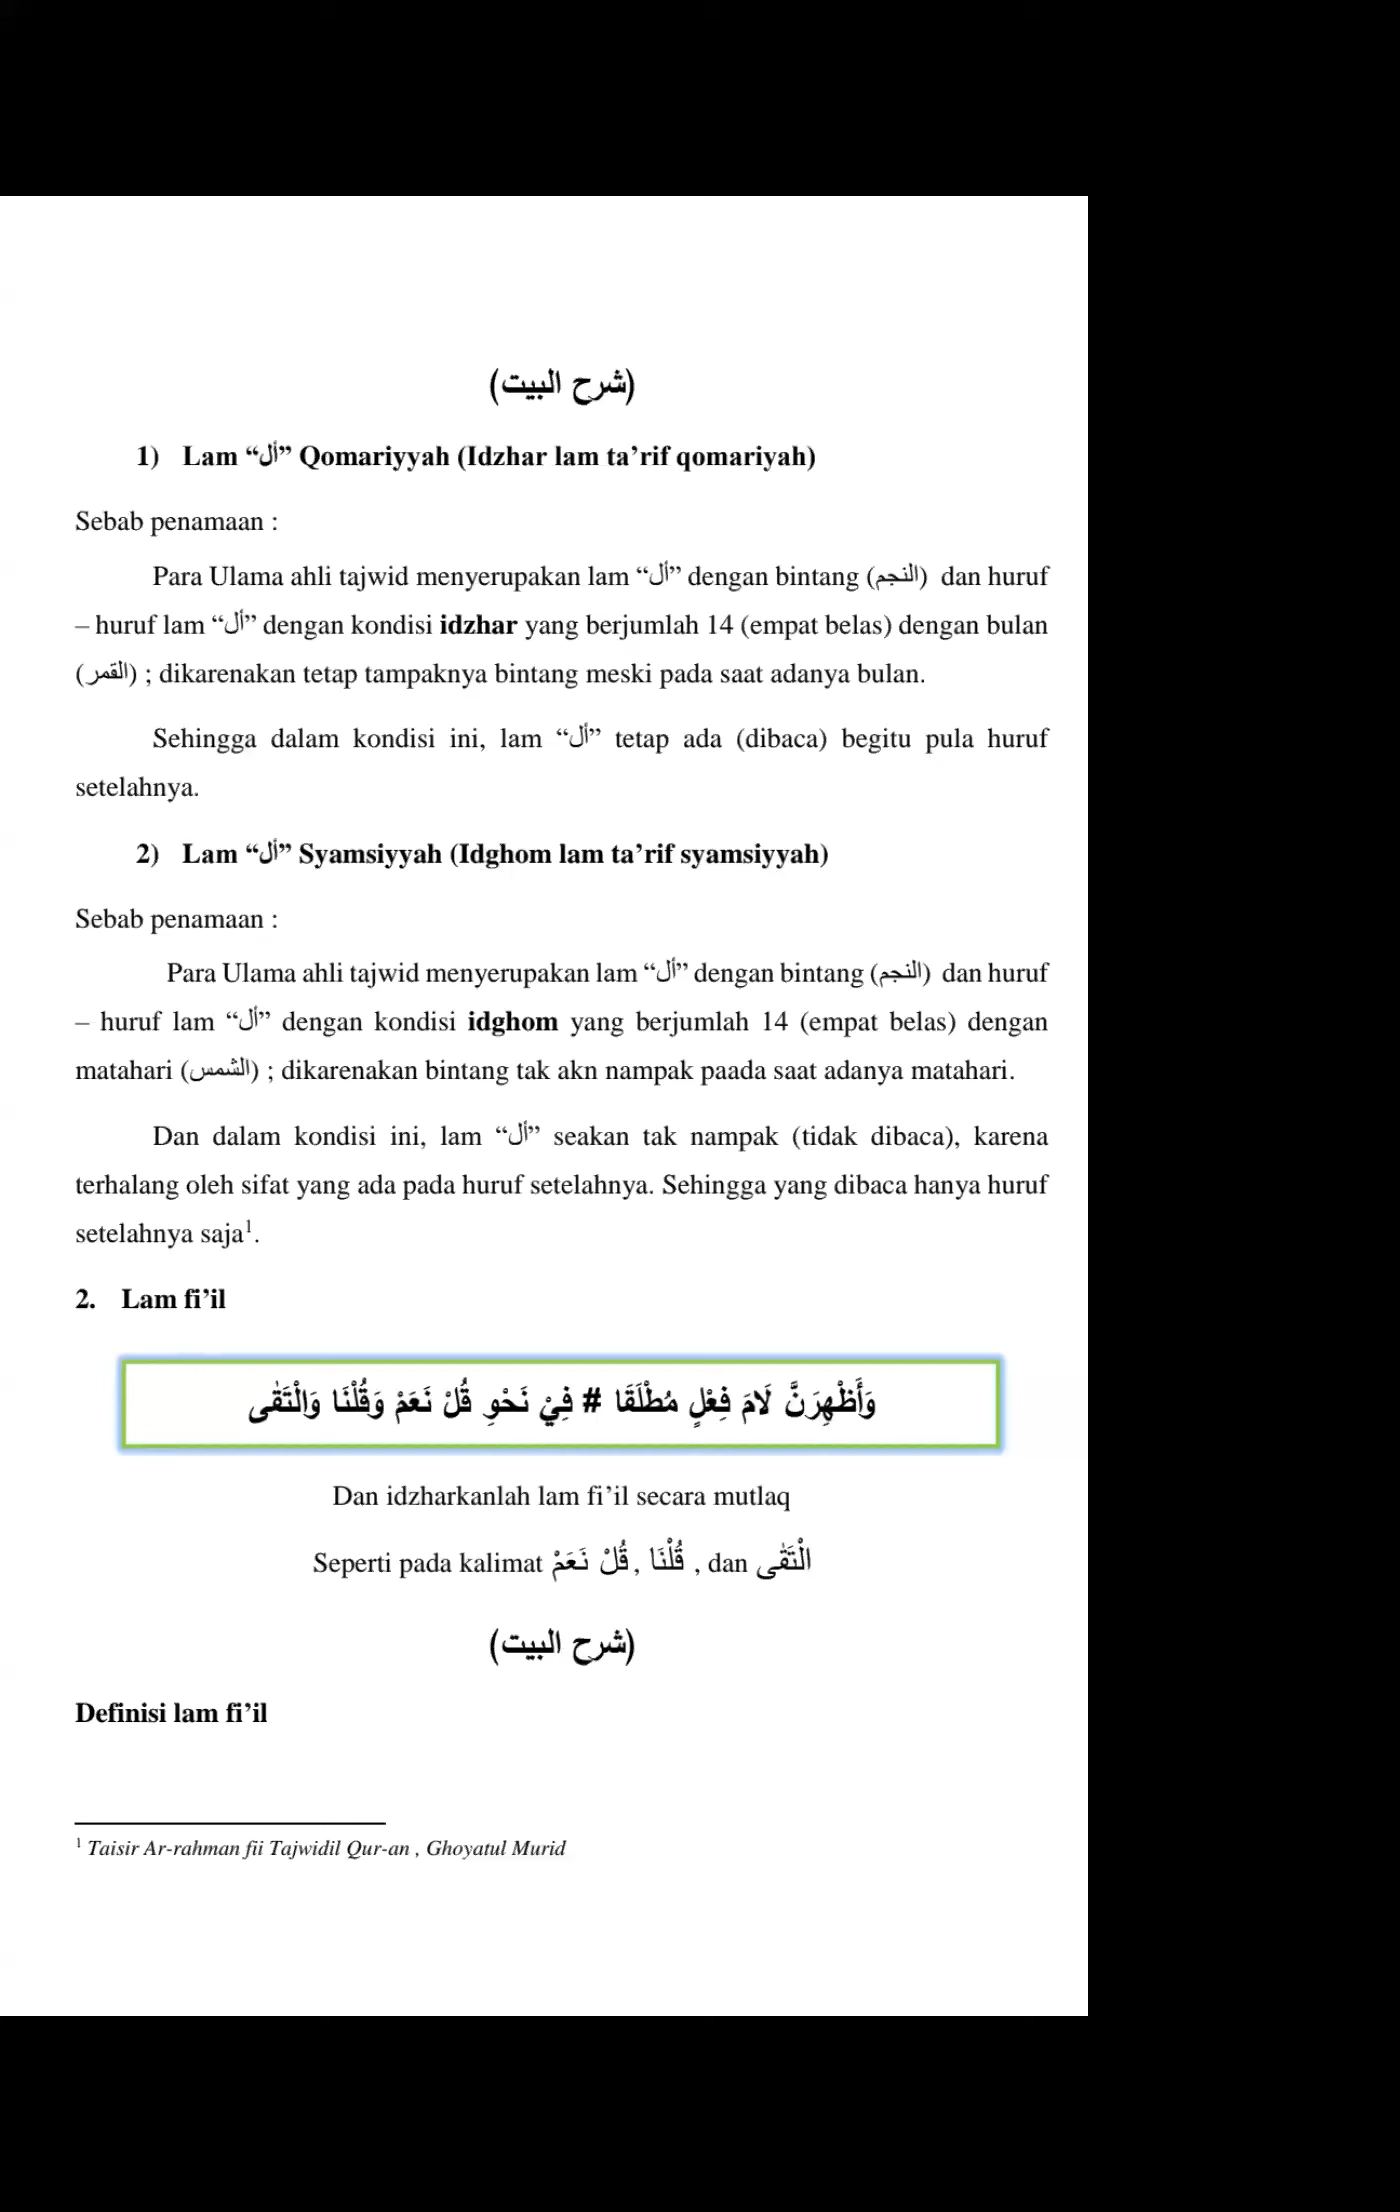 (شرح البيت)
1) Lam “أل” Qomariyyah (Idzhar lam ta’rif qomariyah)
Sebab penamaan :
Para Ulama ahli tajwid menyerupakan lam “أل” dengan bintang (النجم) dan huruf
– huruf lam “أل” dengan kondisi idzhar yang berjumlah 14 (empat belas) dengan bulan
(القمر) ; dikarenakan tetap tampaknya bintang meski pada saat adanya bulan.
Sehingga dalam kondisi ini, lam “أل” tetap ada (dibaca) begitu pula huruf
setelahnya.
2) Lam “أل” Syamsiyyah (Idghom lam ta’rif syamsiyyah)
Sebab penamaan :
Para Ulama ahli tajwid menyerupakan lam “أل” dengan bintang (النجم) dan huruf
– huruf lam “أل” dengan kondisi idghom yang berjumlah 14 (empat belas) dengan
matahari (الشمس) ; dikarenakan bintang tak akn nampak paada saat adanya matahari.
Dan dalam kondisi ini, lam “أل” seakan tak nampak (tidak dibaca), karena
terhalang oleh sifat yang ada pada huruf setelahnya. Sehingga yang dibaca hanya huruf
setelahnya saja¹.
2. Lam fi’il
وَأَظْهِرَنَّ لَامَ فِعْلٍ مُطْلَقَا # فِيْ نَحْوِ قُلْ نَعَمْ وَقُلْنَا وَالْتَقٰى
Dan idzharkanlah lam fi’il secara mutlaq
Seperti pada kalimat قُلْ نَعَمْ , قُلْنَا , dan الْتَقٰى
(شرح البيت)
Definisi lam fi’il
¹ Taisir Ar-rahman fii Tajwidil Qur-an , Ghoyatul Murid